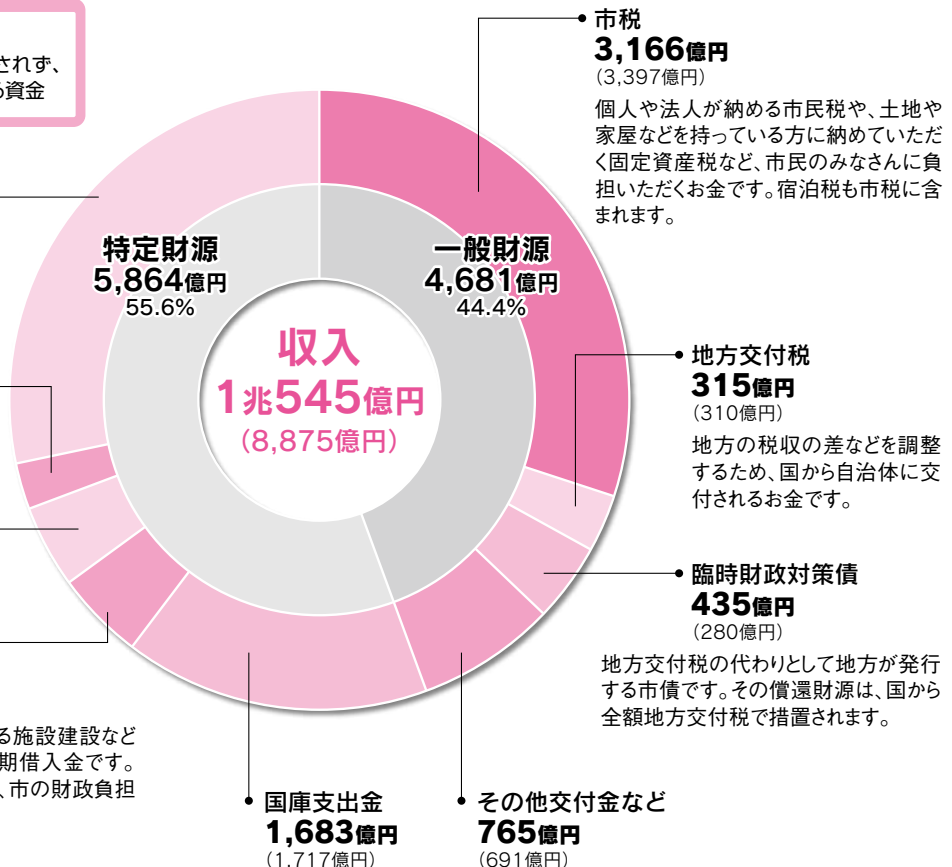 されず、
る資金
市税
3,166億円
(3,397億円)
個人や法人が納める市民税や、土地や
家屋などを持っている方に納めていただ
く固定資産税など、市民のみなさんに負
担いただくお金です。宿泊税も市税に含
まれます。
特定財源
5,864億円
55.6%
一般財源
4,681億円
44.4%
収入
1兆545億円
(8,875億円)
地方交付税
315億円
(310億円)
地方の税収の差などを調整
するため、国から自治体に交
付されるお金です。
臨時財政対策債
435億円
(280億円)
地方交付税の代わりとして地方が発行
する市債です。その償還財源は、国から
全額地方交付税で措置されます。
る施設建設など
期借入金です。
、市の財政負担
国庫支出金
1,683億円
(1,717億円)
その他交付金など
765億円
(691億円)